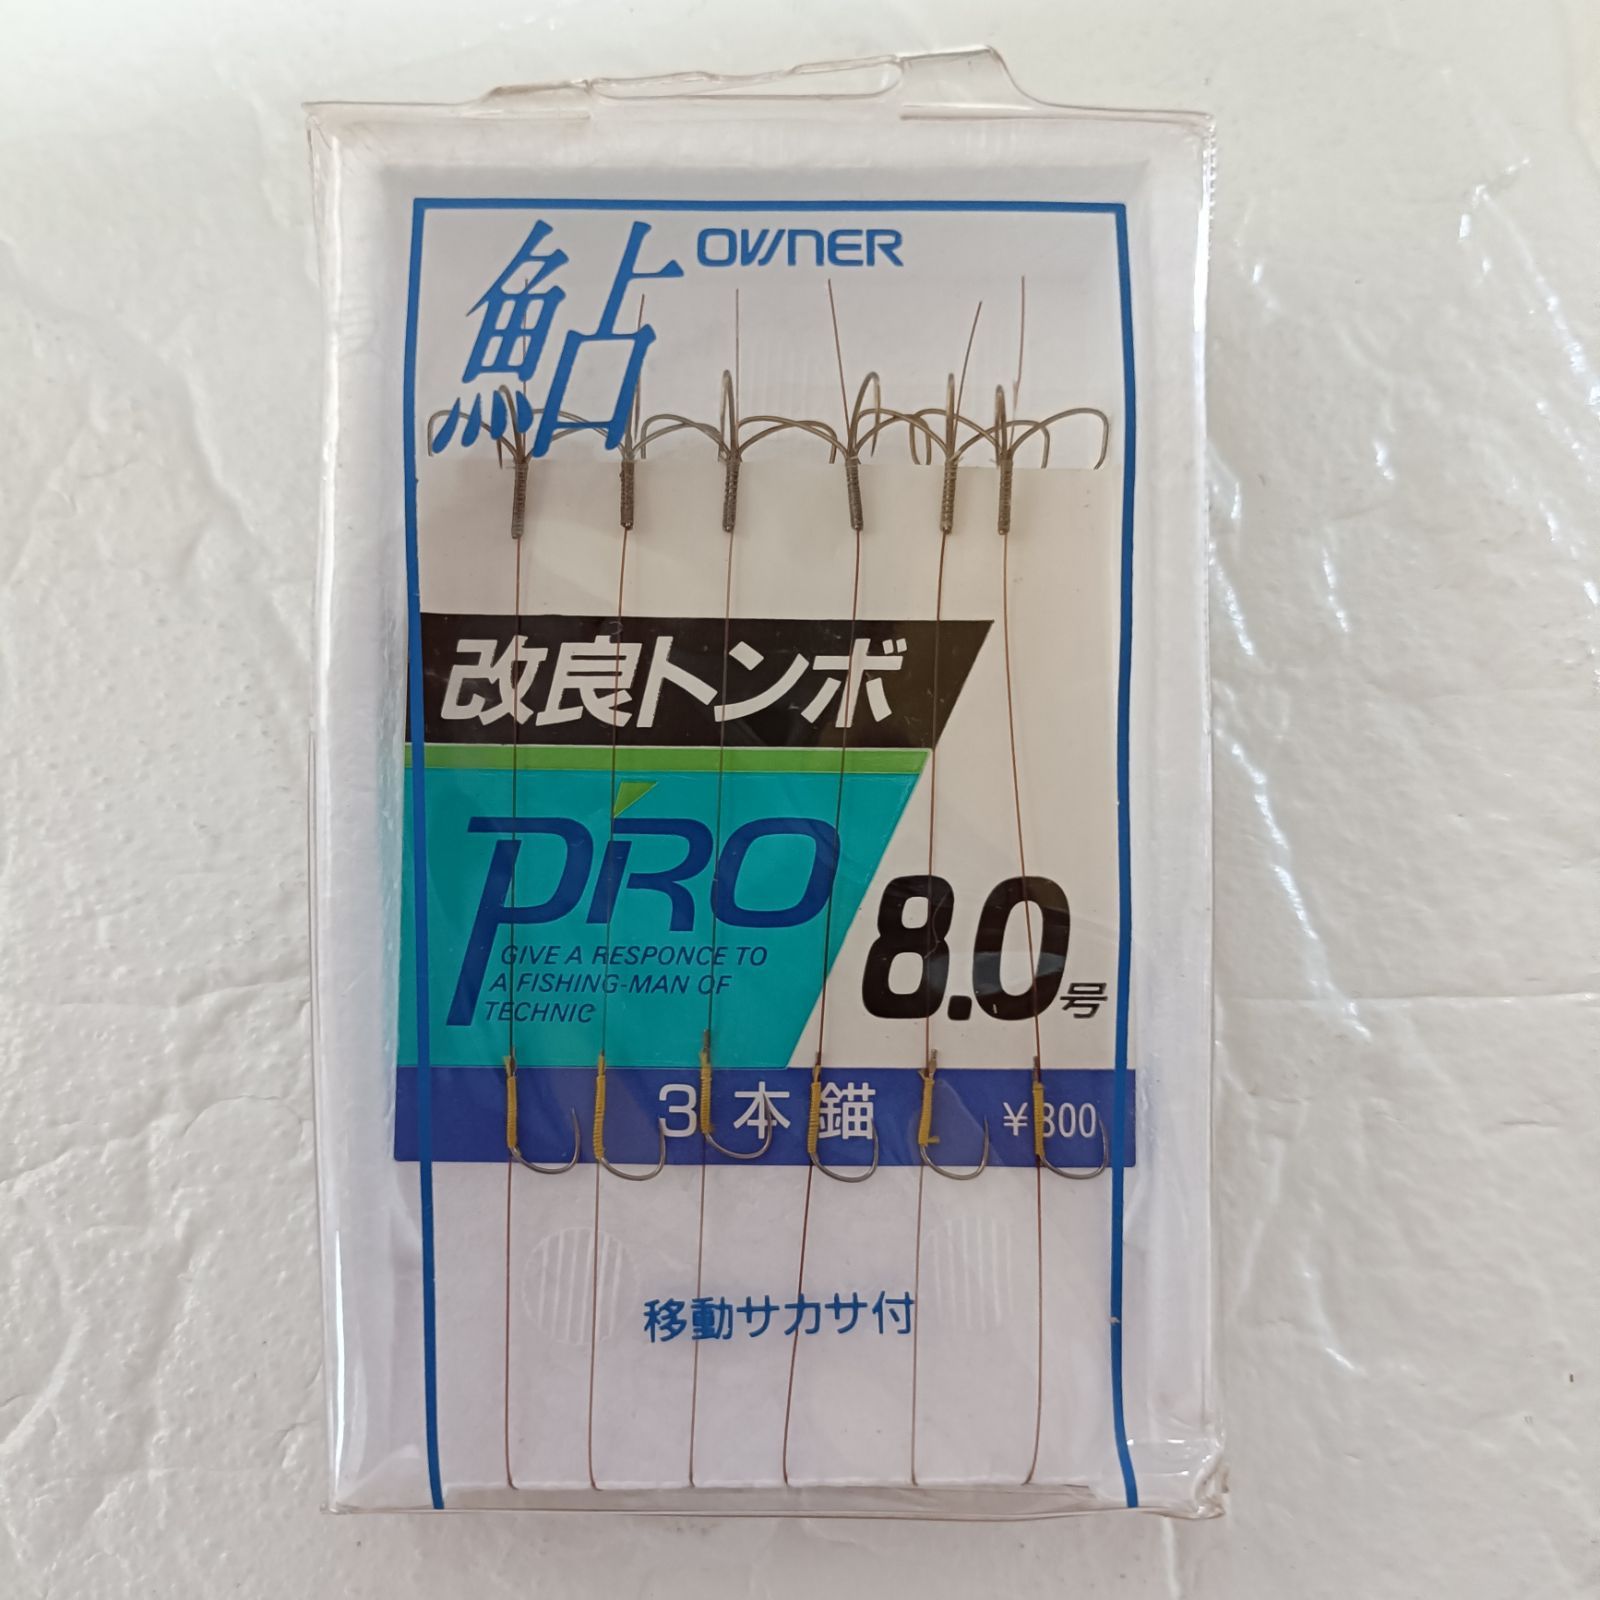 鮎 OWNER
改良トンボ
PRO
GIVE A RESPONCE TO
A FISHING-MAN OF
TECHNIC
8.0号
3本錨 ¥800
移動サカサ付